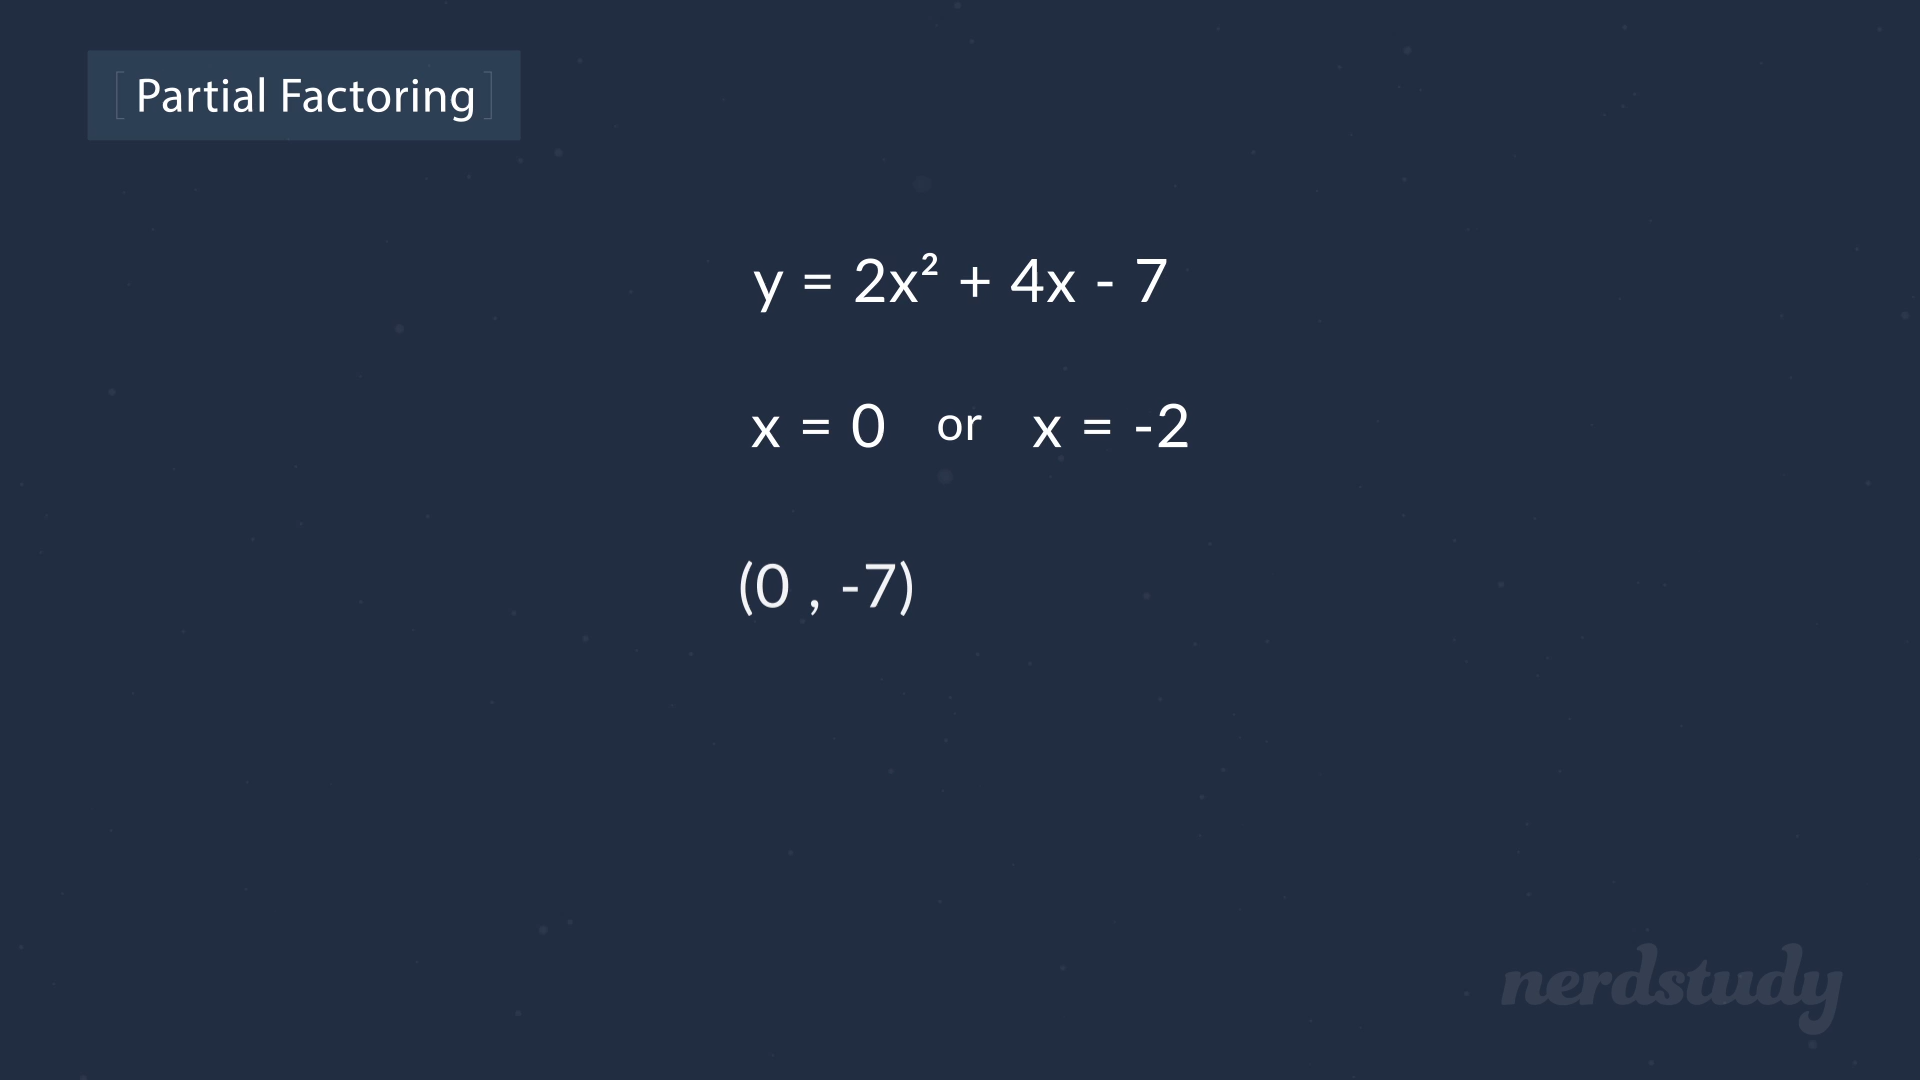 [ Partial Factoring ]
y = 2x² + 4x - 7
x = 0 or x = -2
(0 , -7)
nerdstudy